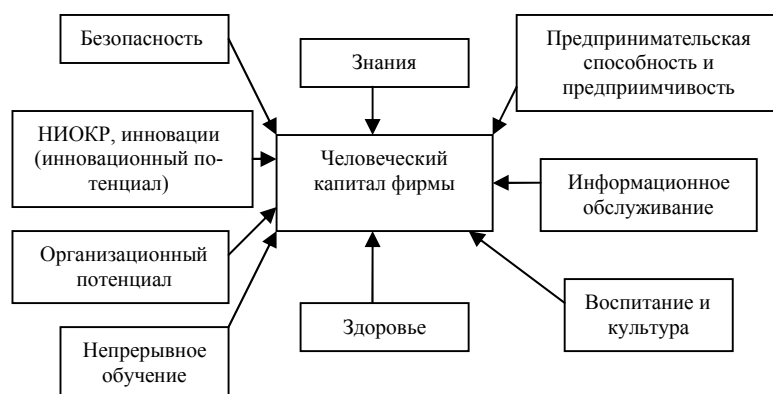 Безопасность
Знания
Предпринимательская
способность и
предприимчивость
НИОКР, инновации
(инновационный по-
тенциал)
Человеческий
капитал фирмы
Информационное
обслуживание
Организационный
потенциал
Непрерывное
обучение
Здоровье
Воспитание и
культура